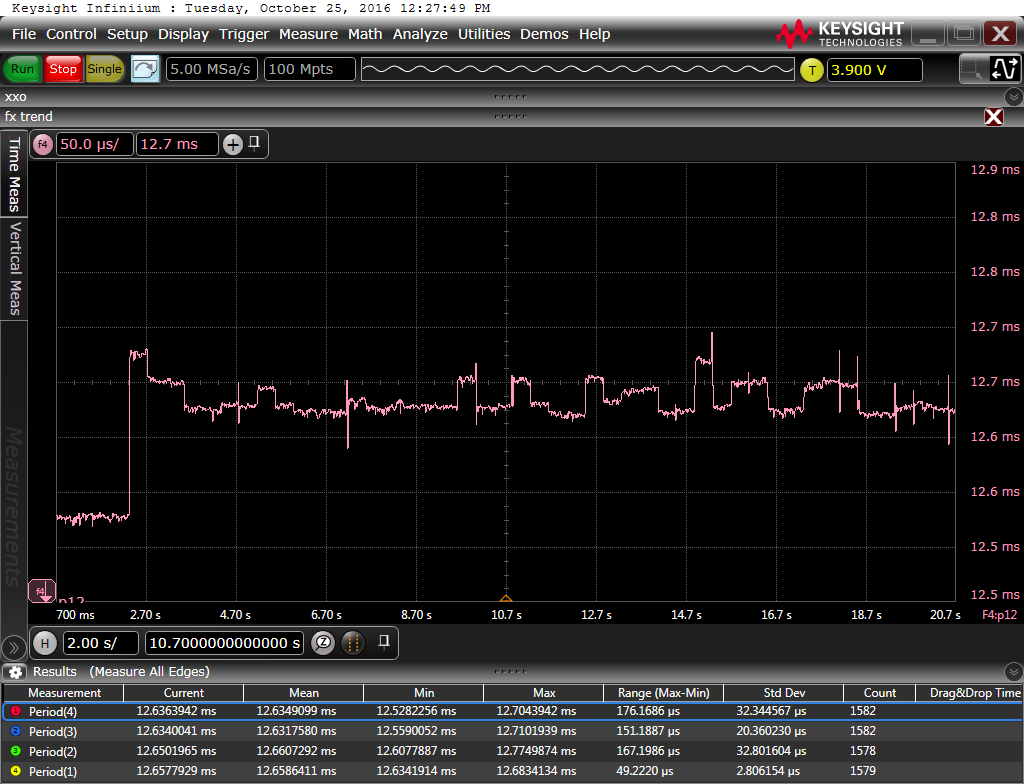 Keysight Infiniium : Tuesday, October 25, 2016 12:27:49 PM
File Control Setup Display Trigger Measure Math Analyze Utilities Demos Help
KEYSIGHT TECHNOLOGIES
Run Stop Single 5.00 MSa/s 100 Mpts T 3.900 V
xxo
fx trend
f4 50.0 µs/ 12.7 ms
Time Meas
Vertical Meas
Measurements
12.9 ms
12.8 ms
12.8 ms
12.7 ms
12.7 ms
12.6 ms
12.6 ms
12.5 ms
12.5 ms
f4
p12
700 ms 2.70 s 4.70 s 6.70 s 8.70 s 10.7 s 12.7 s 14.7 s 16.7 s 18.7 s 20.7 s F4:p12
H 2.00 s/ 10.7000000000000 s Z
Results (Measure All Edges)
Measurement Current Mean Min Max Range (Max-Min) Std Dev Count Drag&Drop Time
Period(4) 12.6363942 ms 12.6349099 ms 12.5282256 ms 12.7043942 ms 176.1686 µs 32.344567 µs 1582
2 Period(3) 12.6340041 ms 12.6317580 ms 12.5590052 ms 12.7101939 ms 151.1887 µs 20.360230 µs 1582
3 Period(2) 12.6501965 ms 12.6607292 ms 12.6077887 ms 12.7749874 ms 167.1986 µs 32.801604 µs 1578
4 Period(1) 12.6577929 ms 12.6586411 ms 12.6341914 ms 12.6834134 ms 49.2220 µs 2.806154 µs 1579